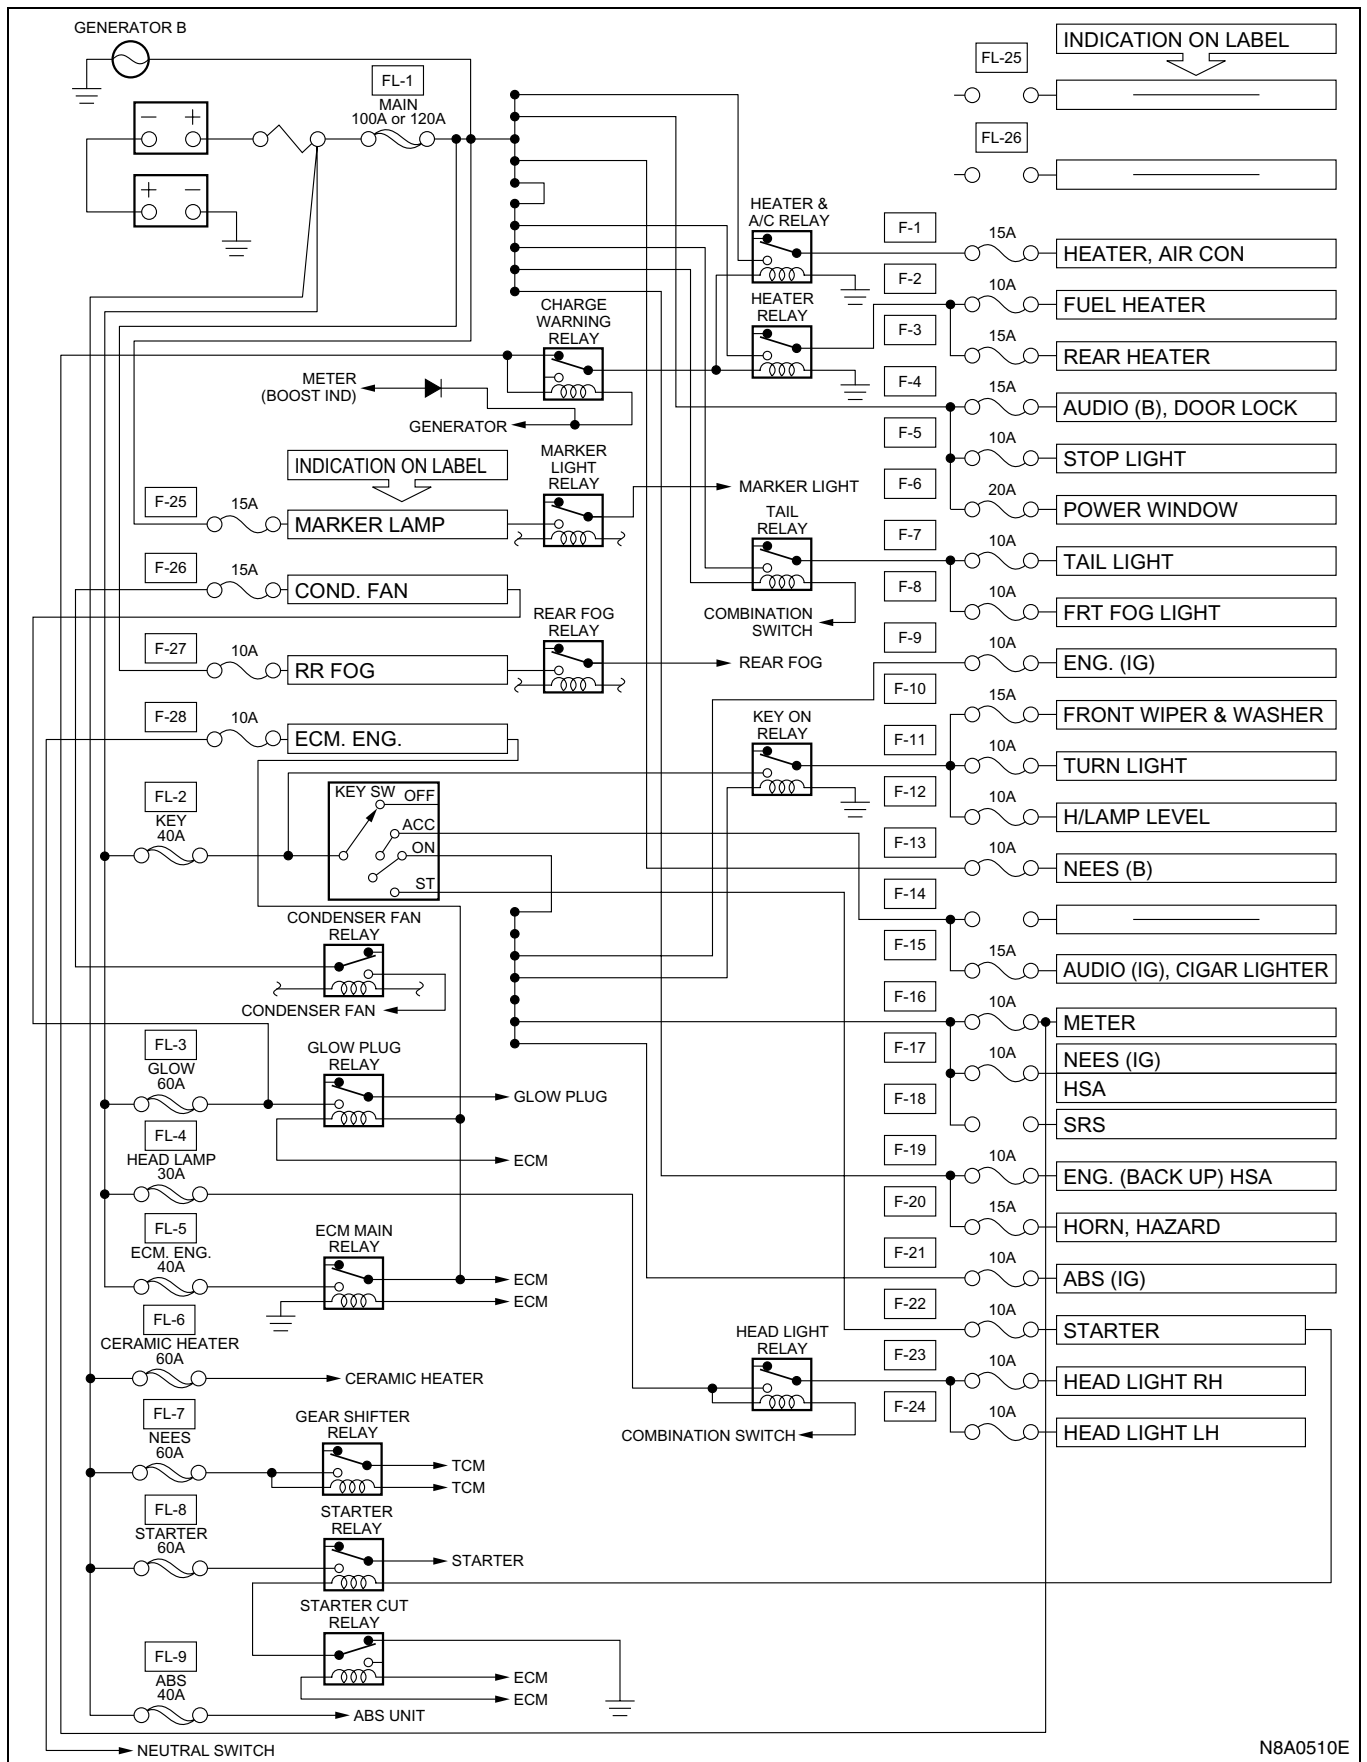 GENERATOR B
FL-1
MAIN
100A or 120A
− +
+ −
INDICATION ON LABEL
FL-25
FL-26
HEATER &
A/C RELAY
F-1
15A
HEATER, AIR CON
F-2
10A
FUEL HEATER
HEATER
RELAY
F-3
15A
REAR HEATER
CHARGE
WARNING
RELAY
METER
(BOOST IND)
GENERATOR
F-4
15A
AUDIO (B), DOOR LOCK
F-5
10A
STOP LIGHT
F-6
20A
POWER WINDOW
INDICATION ON LABEL
MARKER
LIGHT
RELAY
MARKER LIGHT
F-25
15A
MARKER LAMP
TAIL
RELAY
F-7
10A
TAIL LIGHT
F-8
10A
FRT FOG LIGHT
COMBINATION
SWITCH
F-26
15A
COND. FAN
REAR FOG
RELAY
REAR FOG
F-27
10A
RR FOG
F-9
10A
ENG. (IG)
F-10
15A
FRONT WIPER & WASHER
F-28
10A
ECM. ENG.
KEY ON
RELAY
F-11
10A
TURN LIGHT
F-12
10A
H/LAMP LEVEL
FL-2
KEY
40A
KEY SW
OFF
ACC
ON
ST
F-13
10A
NEES (B)
F-14
F-15
15A
AUDIO (IG), CIGAR LIGHTER
CONDENSER FAN
RELAY
CONDENSER FAN
F-16
10A
METER
F-17
10A
NEES (IG)
HSA
F-18
SRS
FL-3
GLOW
60A
GLOW PLUG
RELAY
GLOW PLUG
ECM
FL-4
HEAD LAMP
30A
F-19
10A
ENG. (BACK UP) HSA
F-20
15A
HORN, HAZARD
FL-5
ECM. ENG.
40A
ECM MAIN
RELAY
ECM
ECM
F-21
10A
ABS (IG)
F-22
10A
STARTER
FL-6
CERAMIC HEATER
60A
CERAMIC HEATER
HEAD LIGHT
RELAY
F-23
10A
HEAD LIGHT RH
F-24
10A
HEAD LIGHT LH
COMBINATION SWITCH
FL-7
NEES
60A
GEAR SHIFTER
RELAY
TCM
TCM
FL-8
STARTER
60A
STARTER
RELAY
STARTER
STARTER CUT
RELAY
ECM
ECM
FL-9
ABS
40A
ABS UNIT
NEUTRAL SWITCH
N8A0510E